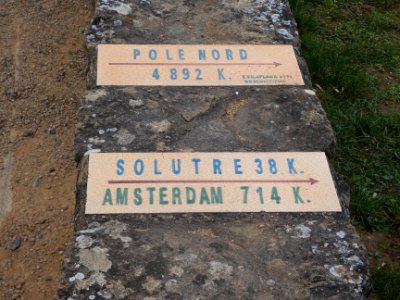 POLE NORD
4 892 K.
SOLUTRE 38 K.
AMSTERDAM 714 K.